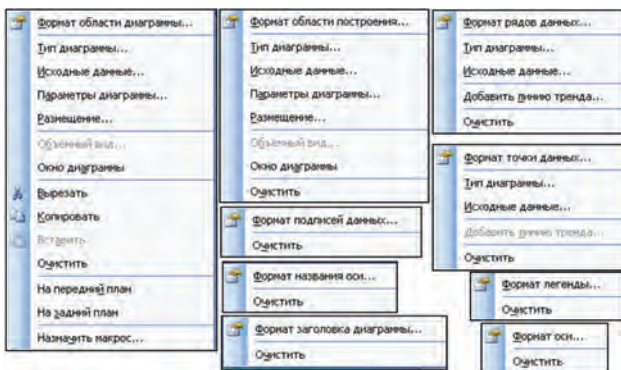 Формат области диаграммы...
Тип диаграммы...
Исходные данные...
Параметры диаграммы...
Размещение...
Объемный вид...
Окно диаграммы
Вырезать
Копировать
Вставить
Очистить
На передний план
На задний план
Назначить макрос...
Формат области построения...
Тип диаграммы...
Исходные данные...
Параметры диаграммы...
Размещение...
Объемный вид...
Окно диаграммы
Очистить
Формат подписей данных...
Очистить
Формат названия оси...
Очистить
Формат заголовка диаграммы...
Очистить
Формат рядов данных...
Тип диаграммы...
Исходные данные...
Добавить линию тренда...
Очистить
Формат точки данных...
Тип диаграммы...
Исходные данные...
Добавить линию тренда...
Очистить
Формат легенды...
Очистить
Формат оси...
Очистить